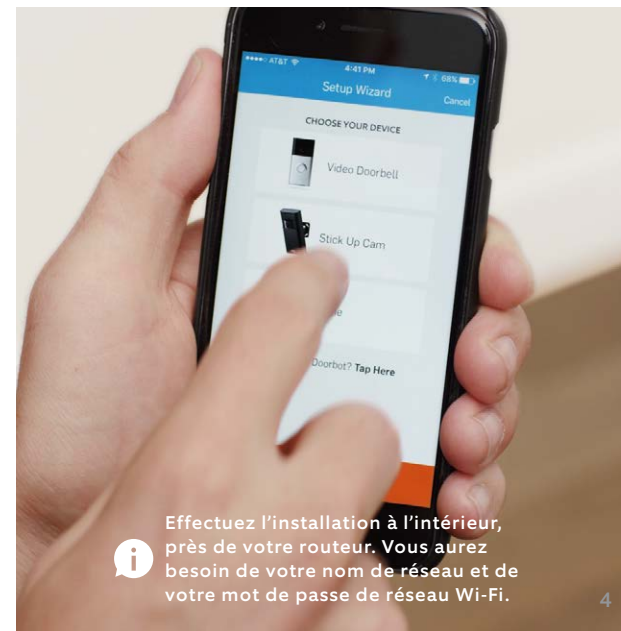 AT&T
4:41 PM
68%
Setup Wizard
Cancel
CHOOSE YOUR DEVICE
Video Doorbell
Stick Up Cam
Doorbot? Tap Here
Effectuez l’installation à l’intérieur,
près de votre routeur. Vous aurez
besoin de votre nom de réseau et de
votre mot de passe de réseau Wi-Fi.
4